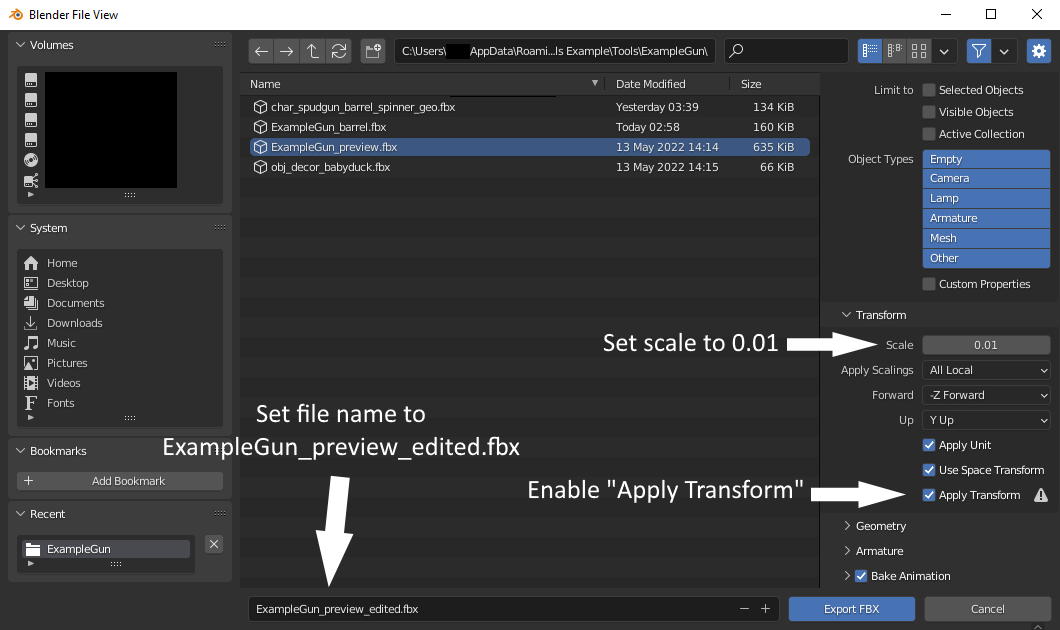 Blender File View
Volumes
System
Home
Desktop
Documents
Downloads
Music
Pictures
Videos
Fonts
Bookmarks
Add Bookmark
Recent
ExampleGun
C:\Users\ AppData\Roami...ls Example\Tools\ExampleGun\
Name Date Modified Size
char_spudgun_barrel_spinner_geo.fbx Yesterday 03:39 134 KiB
ExampleGun_barrel.fbx Today 02:58 160 KiB
ExampleGun_preview.fbx 13 May 2022 14:14 635 KiB
obj_decor_babyduck.fbx 13 May 2022 14:15 66 KiB
Set scale to 0.01
Set file name to
ExampleGun_preview_edited.fbx
Enable "Apply Transform"
ExampleGun_preview_edited.fbx
Limit to Selected Objects
Visible Objects
Active Collection
Object Types Empty
Camera
Lamp
Armature
Mesh
Other
Custom Properties
Transform
Scale 0.01
Apply Scalings All Local
Forward -Z Forward
Up Y Up
Apply Unit
Use Space Transform
Apply Transform
Geometry
Armature
Bake Animation
Export FBX Cancel